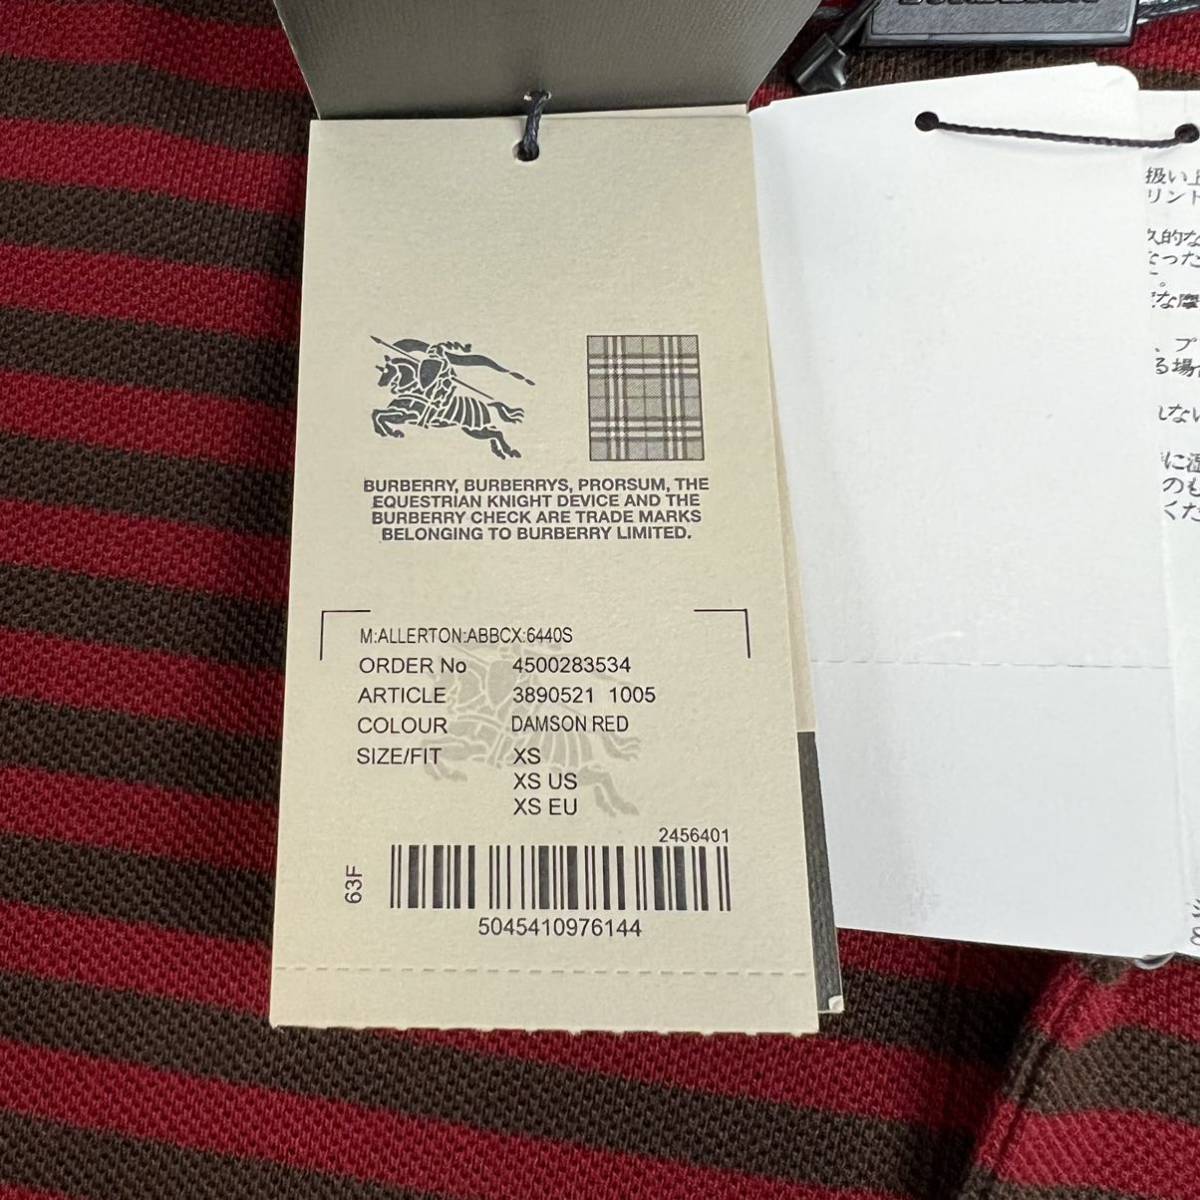 BURBERRY, BURBERRYS, PRORSUM, THE
EQUESTRIAN KNIGHT DEVICE AND THE
BURBERRY CHECK ARE TRADE MARKS
BELONGING TO BURBERRY LIMITED.
M:ALLERTON:ABBCX:6440S
ORDER No 4500283534
ARTICLE 3890521 1005
COLOUR DAMSON RED
SIZE/FIT XS
XS US
XS EU
2456401
63F
5045410976144
扱い上
リント
久的な
なった
な摩
、プ
る場合
れない
に温
のも
くだ